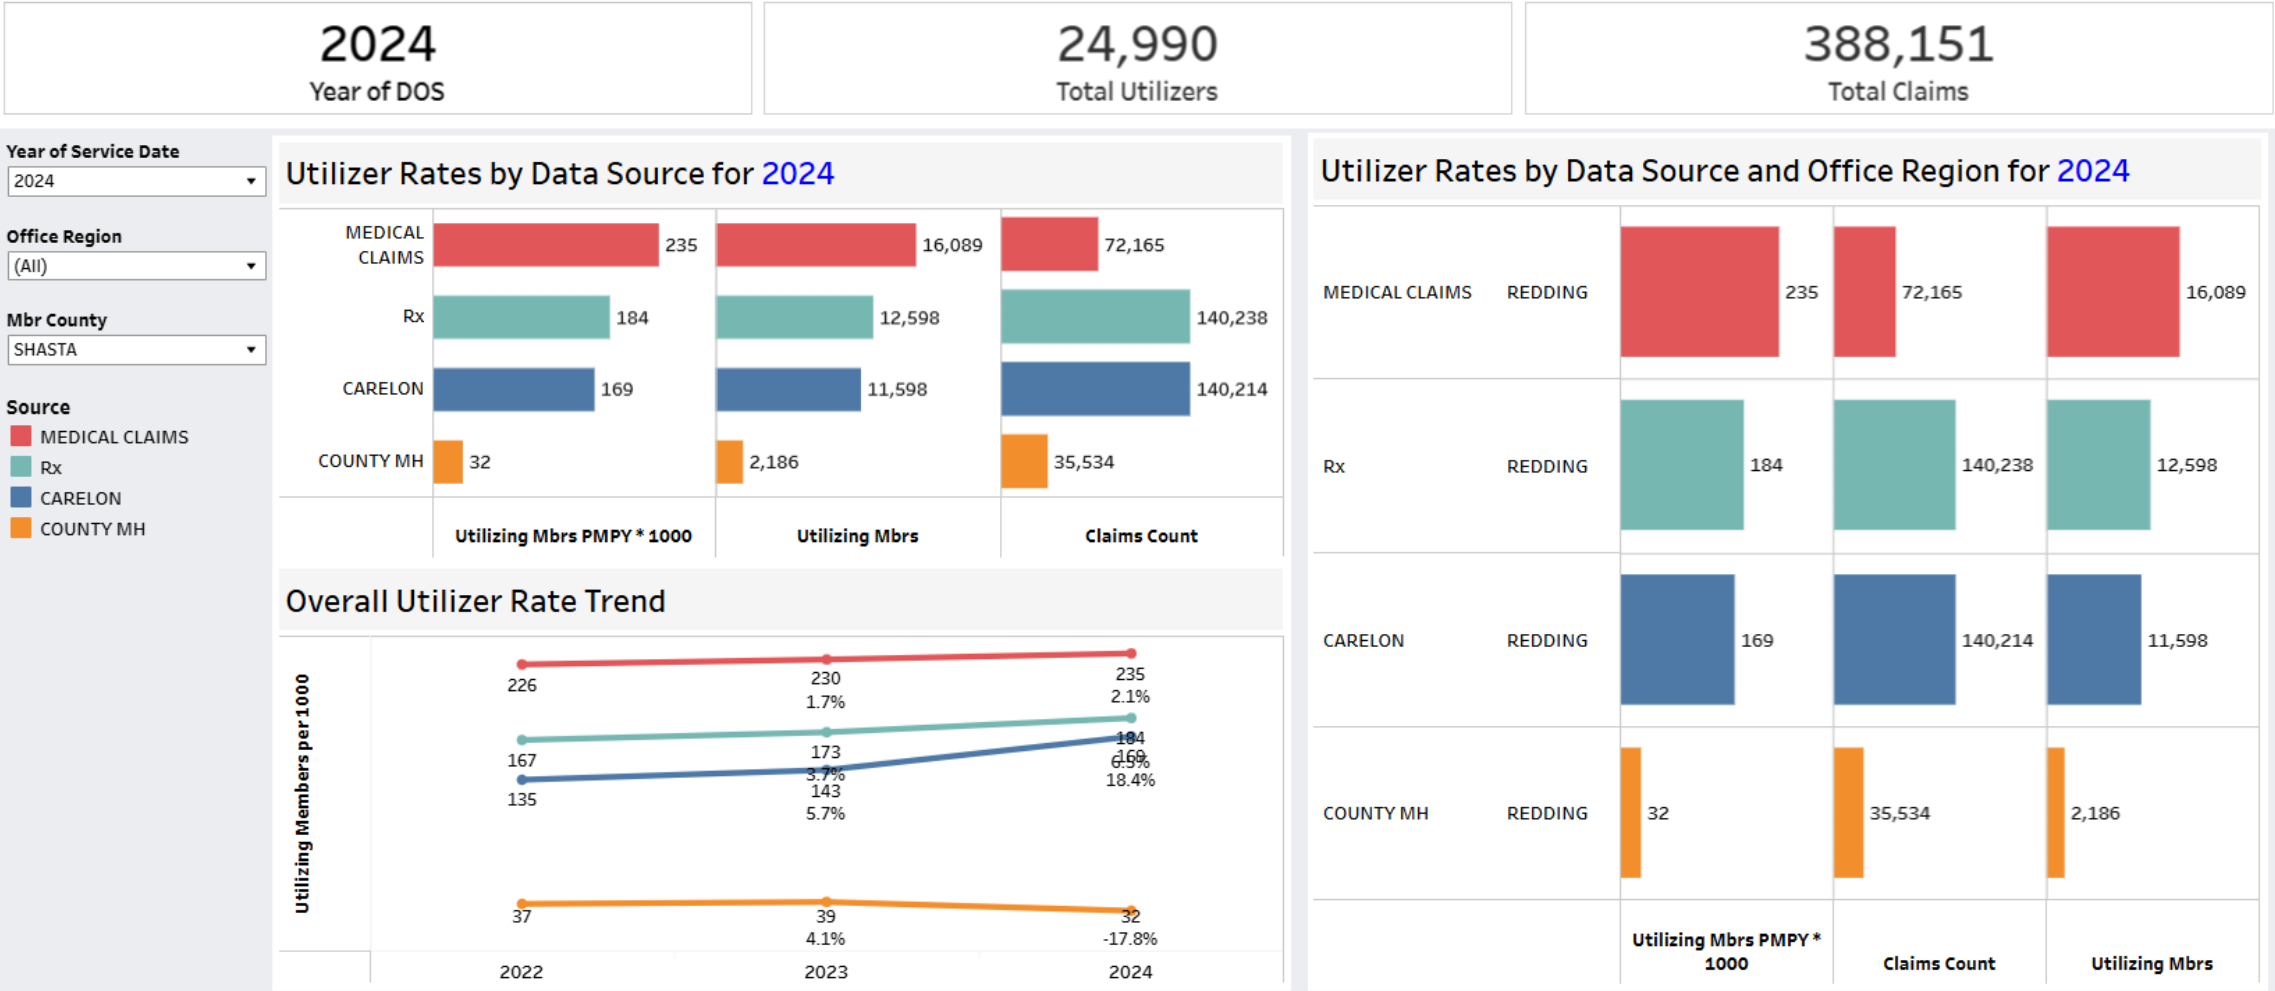 2024
Year of DOS
24,990
Total Utilizers
388,151
Total Claims
Year of Service Date
2024
Office Region
(All)
Mbr County
SHASTA
Source
MEDICAL CLAIMS
Rx
CARELON
COUNTY MH
Utilizer Rates by Data Source for 2024
MEDICAL
CLAIMS
235
16,089
72,165
Rx
184
12,598
140,238
CARELON
169
11,598
140,214
COUNTY MH
32
2,186
35,534
Utilizing Mbrs PMPY * 1000
Utilizing Mbrs
Claims Count
Overall Utilizer Rate Trend
Utilizing Members per 1000
226
230
1.7%
235
2.1%
167
173
3.7%
184
6.5%
135
143
5.7%
169
18.4%
37
39
4.1%
32
-17.8%
2022
2023
2024
Utilizer Rates by Data Source and Office Region for 2024
MEDICAL CLAIMS
REDDING
235
72,165
16,089
Rx
REDDING
184
140,238
12,598
CARELON
REDDING
169
140,214
11,598
COUNTY MH
REDDING
32
35,534
2,186
Utilizing Mbrs PMPY *
1000
Claims Count
Utilizing Mbrs